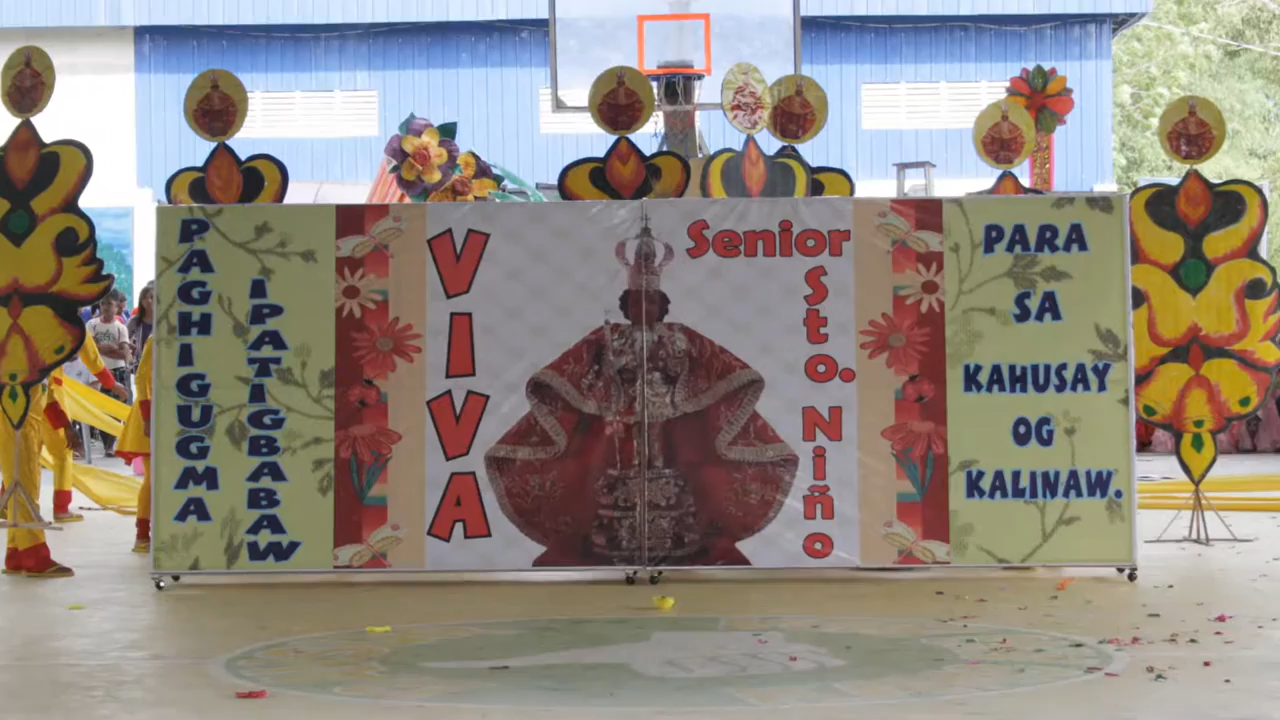 PAGHIGUGMA
IPATIGBABAW
VIVA
Senior
Sto. Niño
PARA
SA
KAHUSAY
OG
KALINAW.